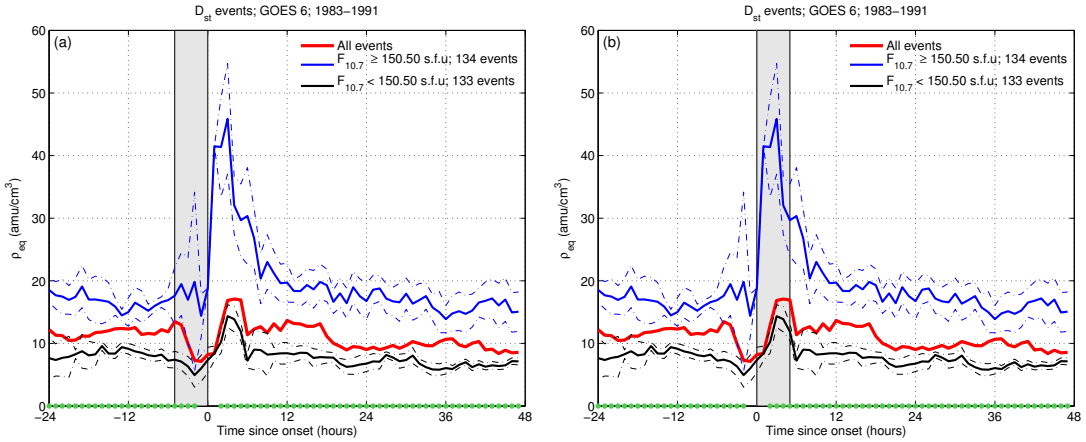 D_st events; GOES 6; 1983−1991
(a)
All events
F_10.7 ≥ 150.50 s.f.u; 134 events
F_10.7 < 150.50 s.f.u; 133 events
60
50
40
30
20
10
0
ρ_eq (amu/cm^3)
−24 −12 0 12 24 36 48
Time since onset (hours)
D_st events; GOES 6; 1983−1991
(b)
All events
F_10.7 ≥ 150.50 s.f.u; 134 events
F_10.7 < 150.50 s.f.u; 133 events
60
50
40
30
20
10
0
ρ_eq (amu/cm^3)
−24 −12 0 12 24 36 48
Time since onset (hours)